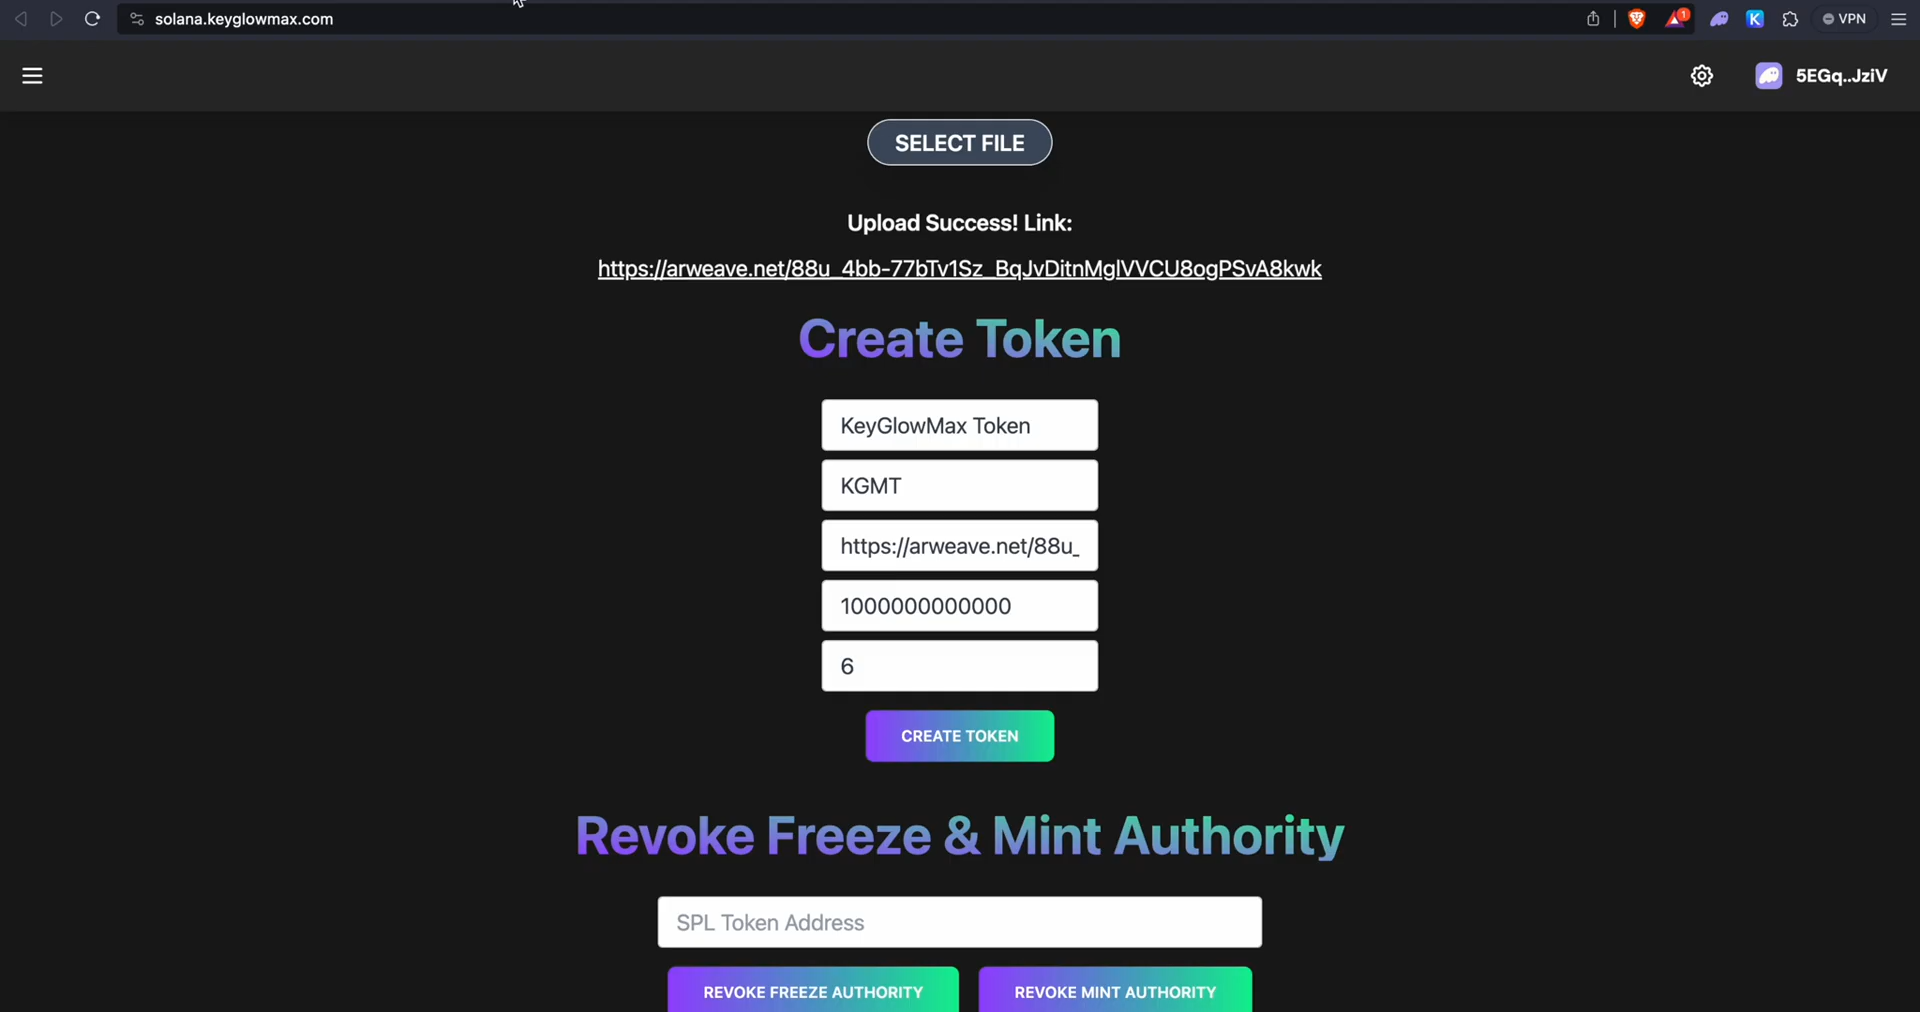 solana.keyglowmax.com
1
K
VPN
5EGq..JziV
SELECT FILE
Upload Success! Link:
https://arweave.net/88u_4bb-77bTv1Sz_BqJvDitnMglVVCU8ogPSvA8kwk
Create Token
KeyGlowMax Token
KGMT
https://arweave.net/88u_
1000000000000
6
CREATE TOKEN
Revoke Freeze & Mint Authority
SPL Token Address
REVOKE FREEZE AUTHORITY
REVOKE MINT AUTHORITY